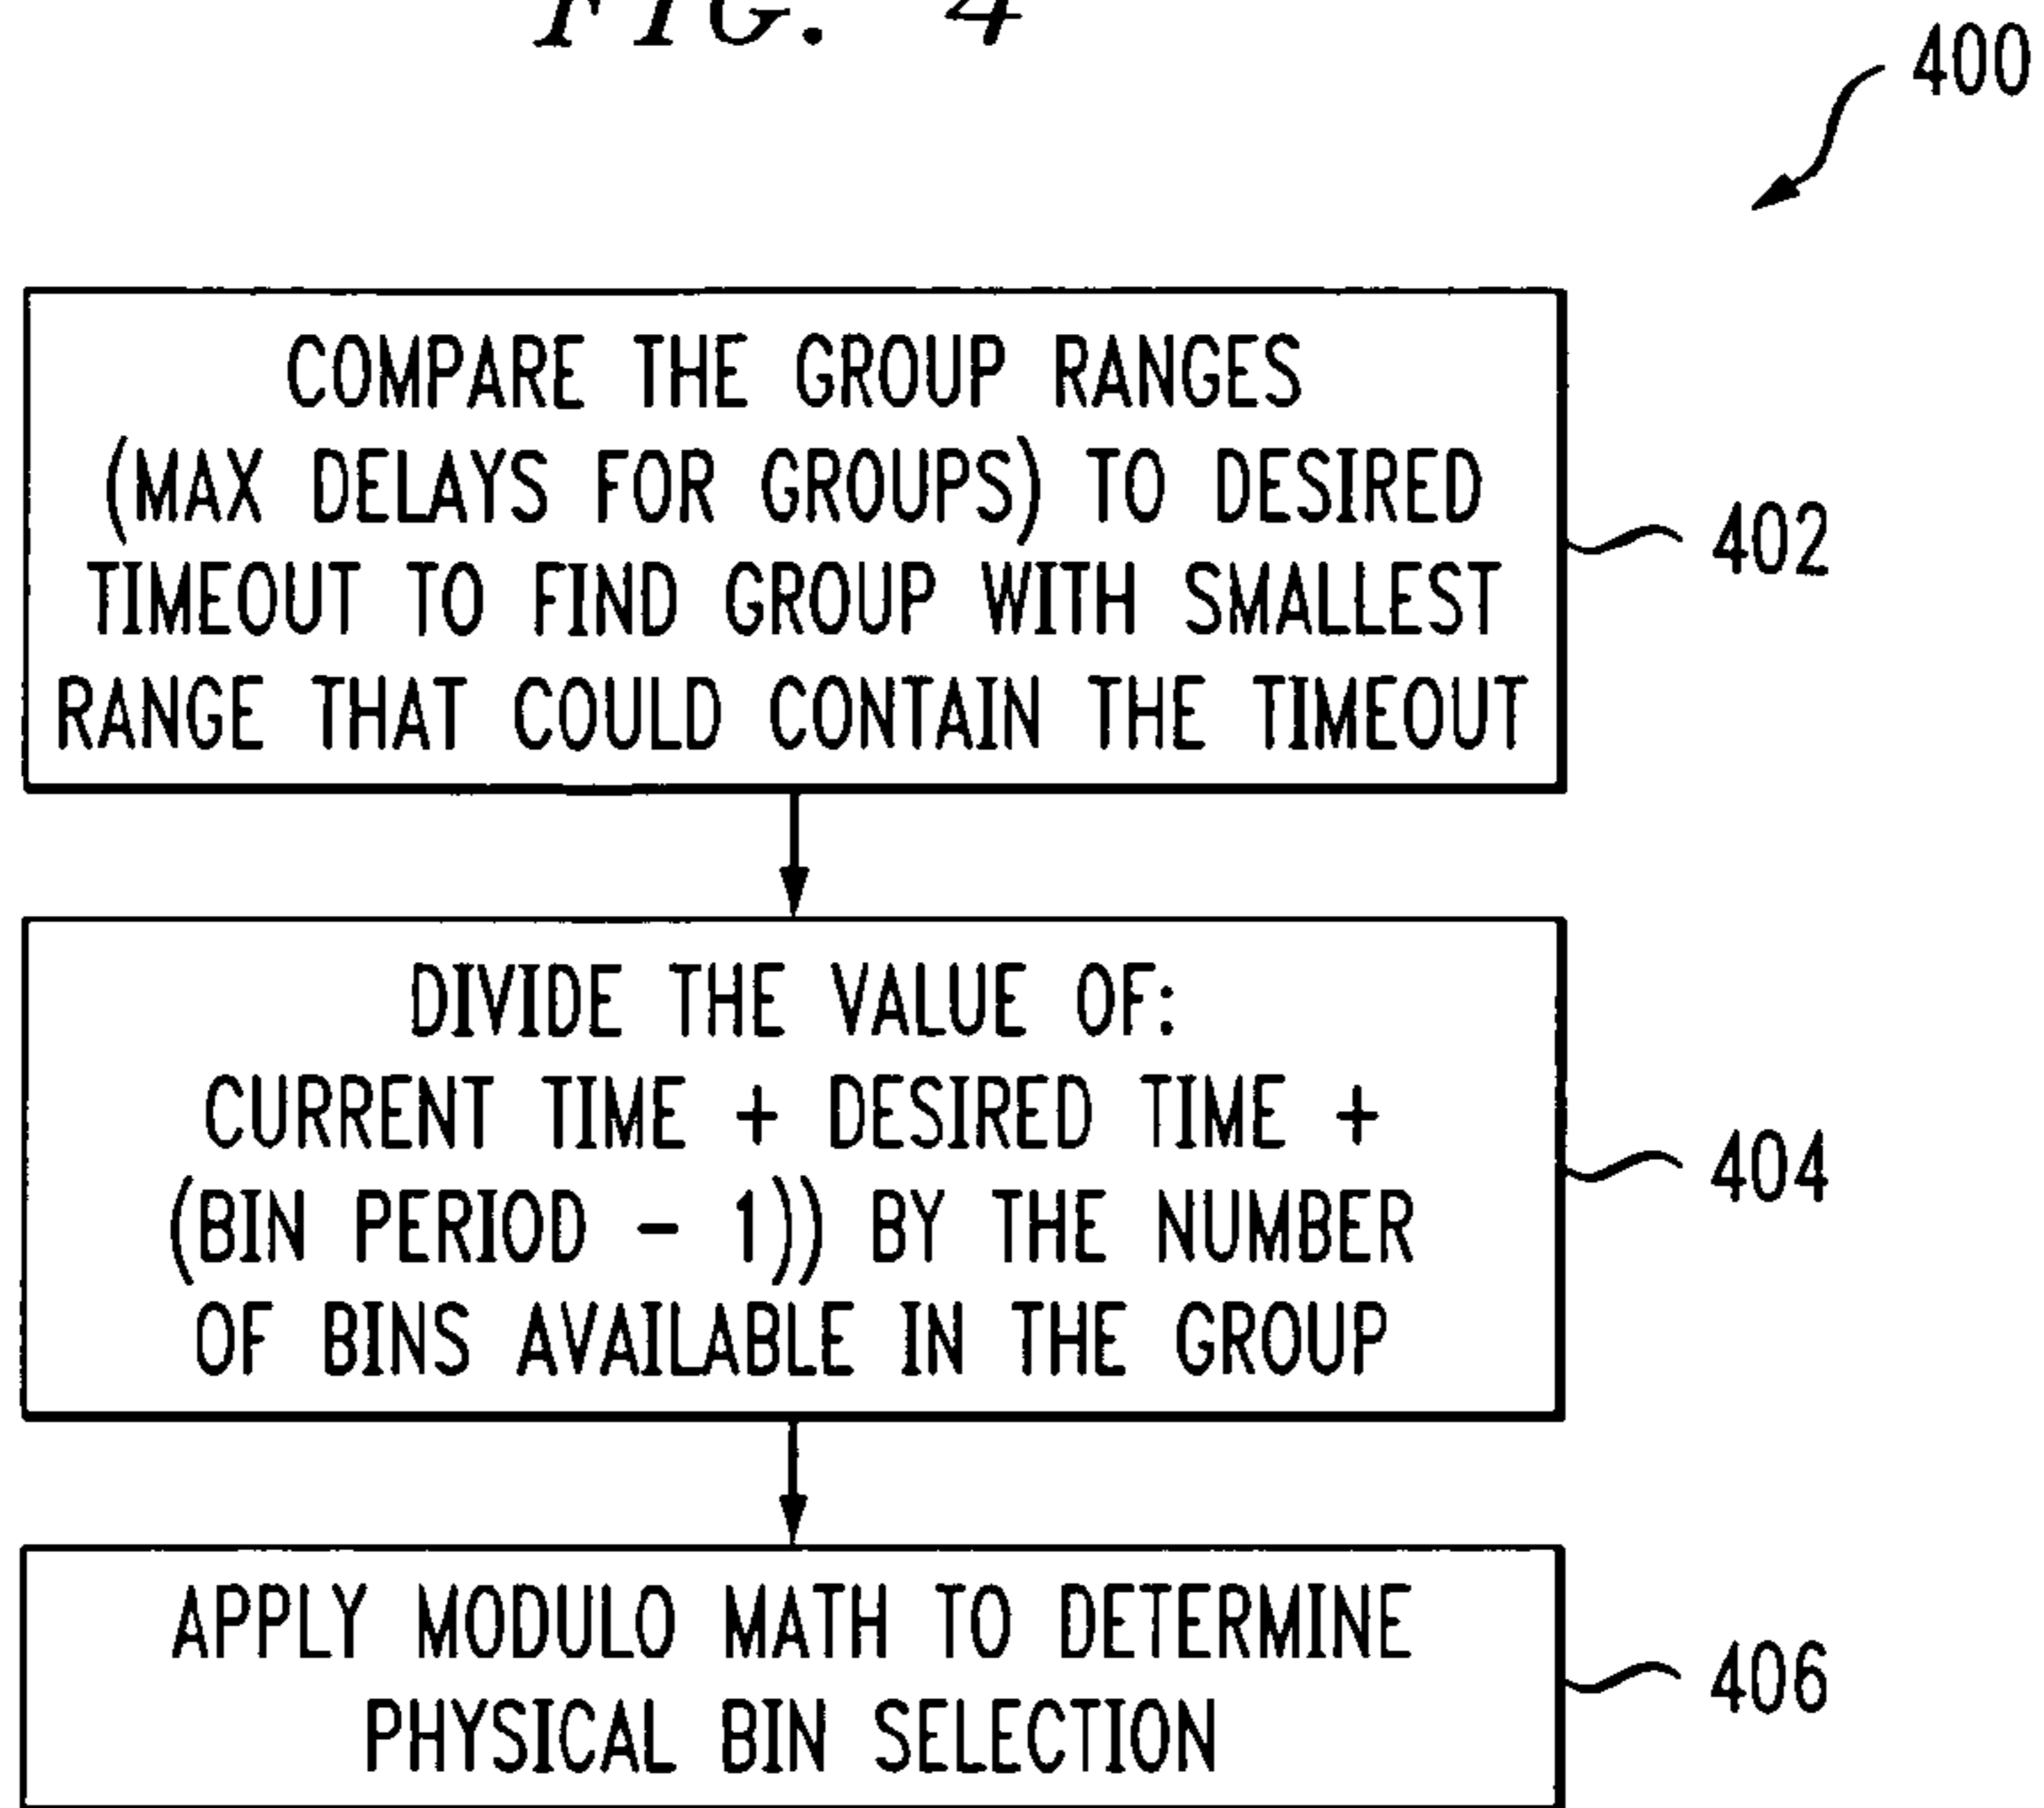 FIG. 4
400
COMPARE THE GROUP RANGES
(MAX DELAYS FOR GROUPS) TO DESIRED
TIMEOUT TO FIND GROUP WITH SMALLEST
RANGE THAT COULD CONTAIN THE TIMEOUT
402
DIVIDE THE VALUE OF:
CURRENT TIME + DESIRED TIME +
(BIN PERIOD - 1)) BY THE NUMBER
OF BINS AVAILABLE IN THE GROUP
404
APPLY MODULO MATH TO DETERMINE
PHYSICAL BIN SELECTION
406